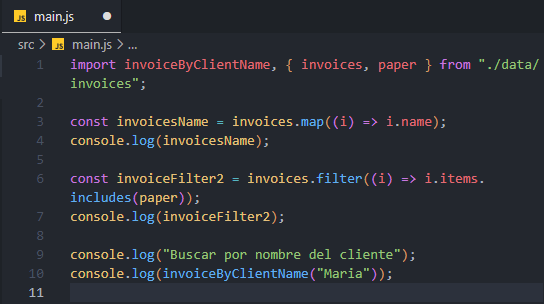 JS main.js
src > JS main.js > ...
1 import invoiceByClientName, { invoices, paper } from "./data/
invoices";
2
3 const invoicesName = invoices.map((i) => i.name);
4 console.log(invoicesName);
5
6 const invoiceFilter2 = invoices.filter((i) => i.items.
includes(paper));
7 console.log(invoiceFilter2);
8
9 console.log("Buscar por nombre del cliente");
10 console.log(invoiceByClientName("Maria"));
11